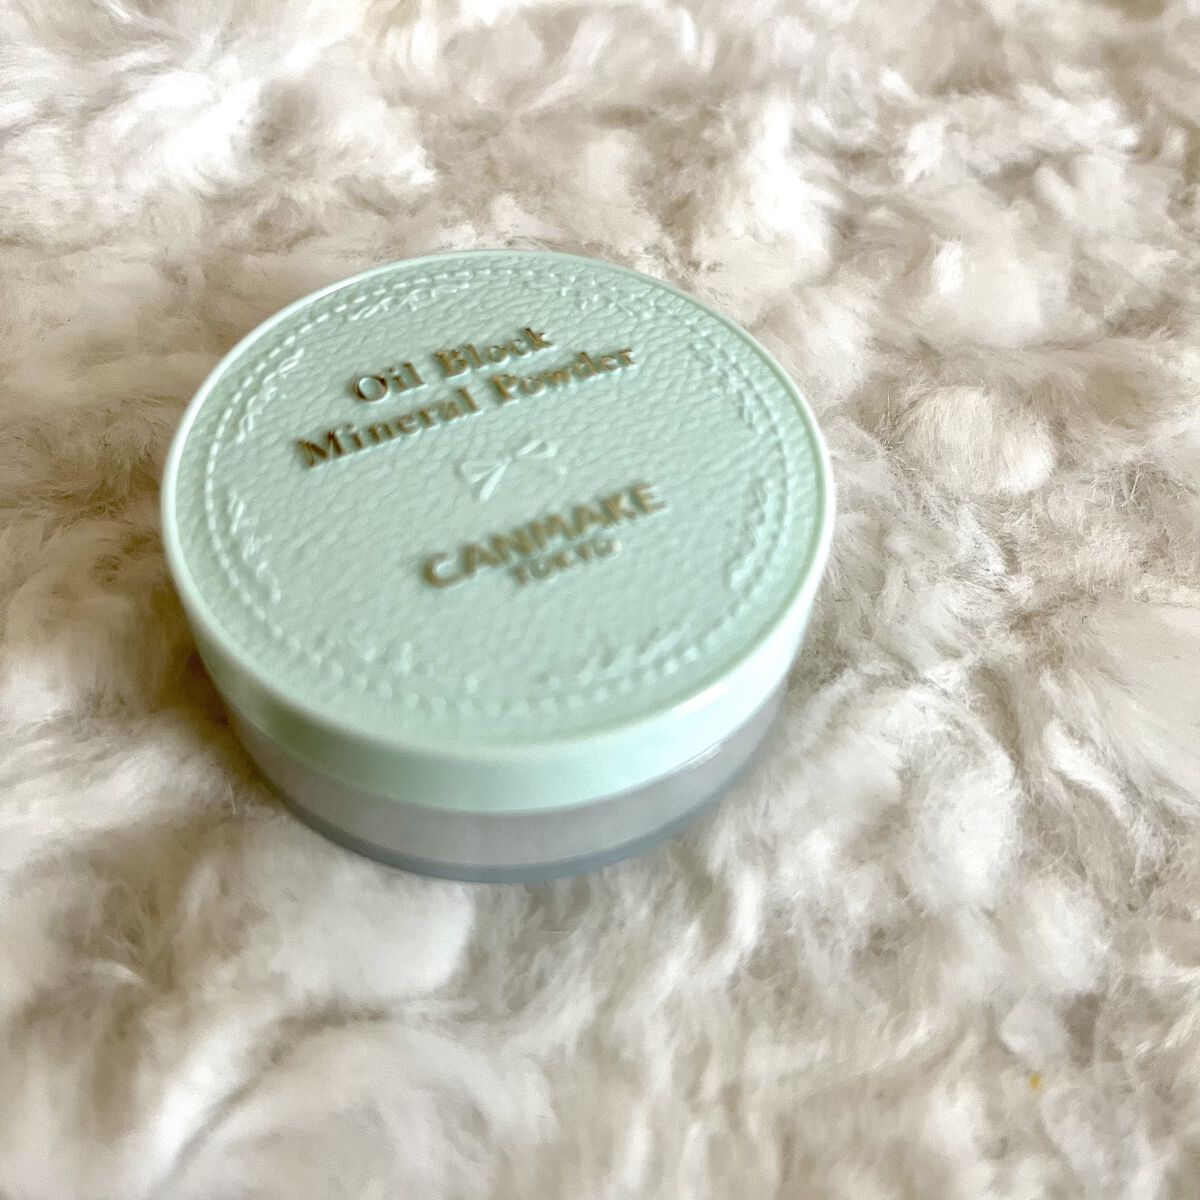 Oil Block
Mineral Powder
CANMAKE
TOKYO